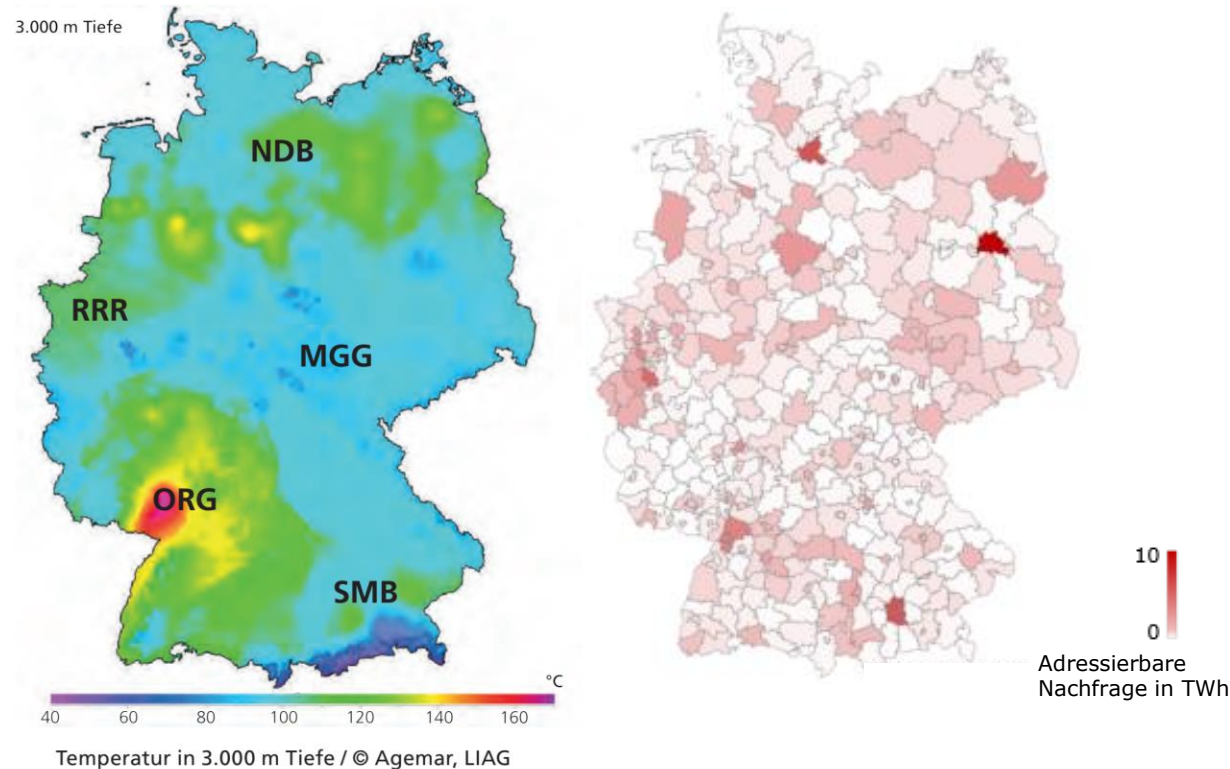 3.000 m Tiefe
NDB
RRR
MGG
ORG
SMB
°C
40 60 80 100 120 140 160
Temperatur in 3.000 m Tiefe / © Agemar, LIAG
10
0
Adressierbare
Nachfrage in TWh